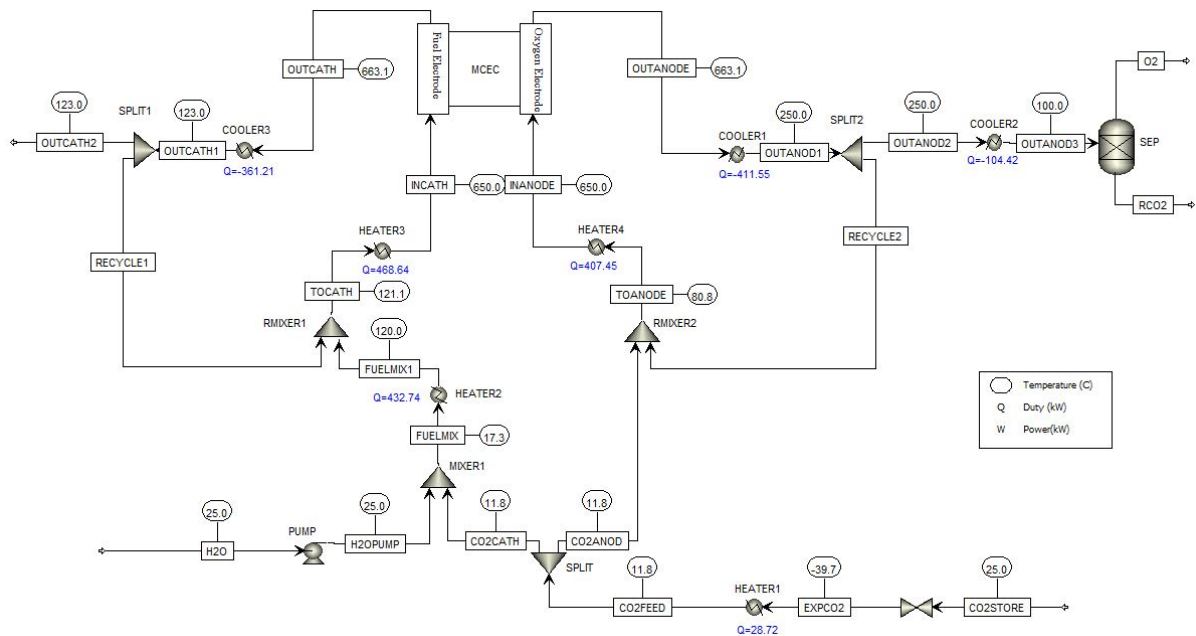 Fuel Electrode
MCEC
Oxygen Electrode
OUTCATH
663.1
OUTANODE
663.1
O2
123.0
SPLIT1
123.0
COOLER3
OUTCATH2
OUTCATH1
Q=-361.21
250.0
SPLIT2
250.0
COOLER2
100.0
COOLER1
OUTANOD1
OUTANOD2
OUTANOD3
SEP
Q=-411.55
Q=-104.42
INCATH
650.0
INANODE
650.0
RCO2
HEATER3
HEATER4
RECYCLE1
RECYCLE2
Q=468.64
Q=407.45
TOCATH
121.1
TOANODE
80.8
RMIXER1
RMIXER2
120.0
FUELMIX1
Q=432.74
HEATER2
FUELMIX
17.3
MIXER1
Temperature (C)
Q Duty (kW)
W Power(kW)
25.0
25.0
11.8
11.8
PUMP
H2O
H2OPUMP
CO2CATH
CO2ANOD
SPLIT
11.8
HEATER1
-39.7
25.0
CO2FEED
EXPCO2
CO2STORE
Q=28.72